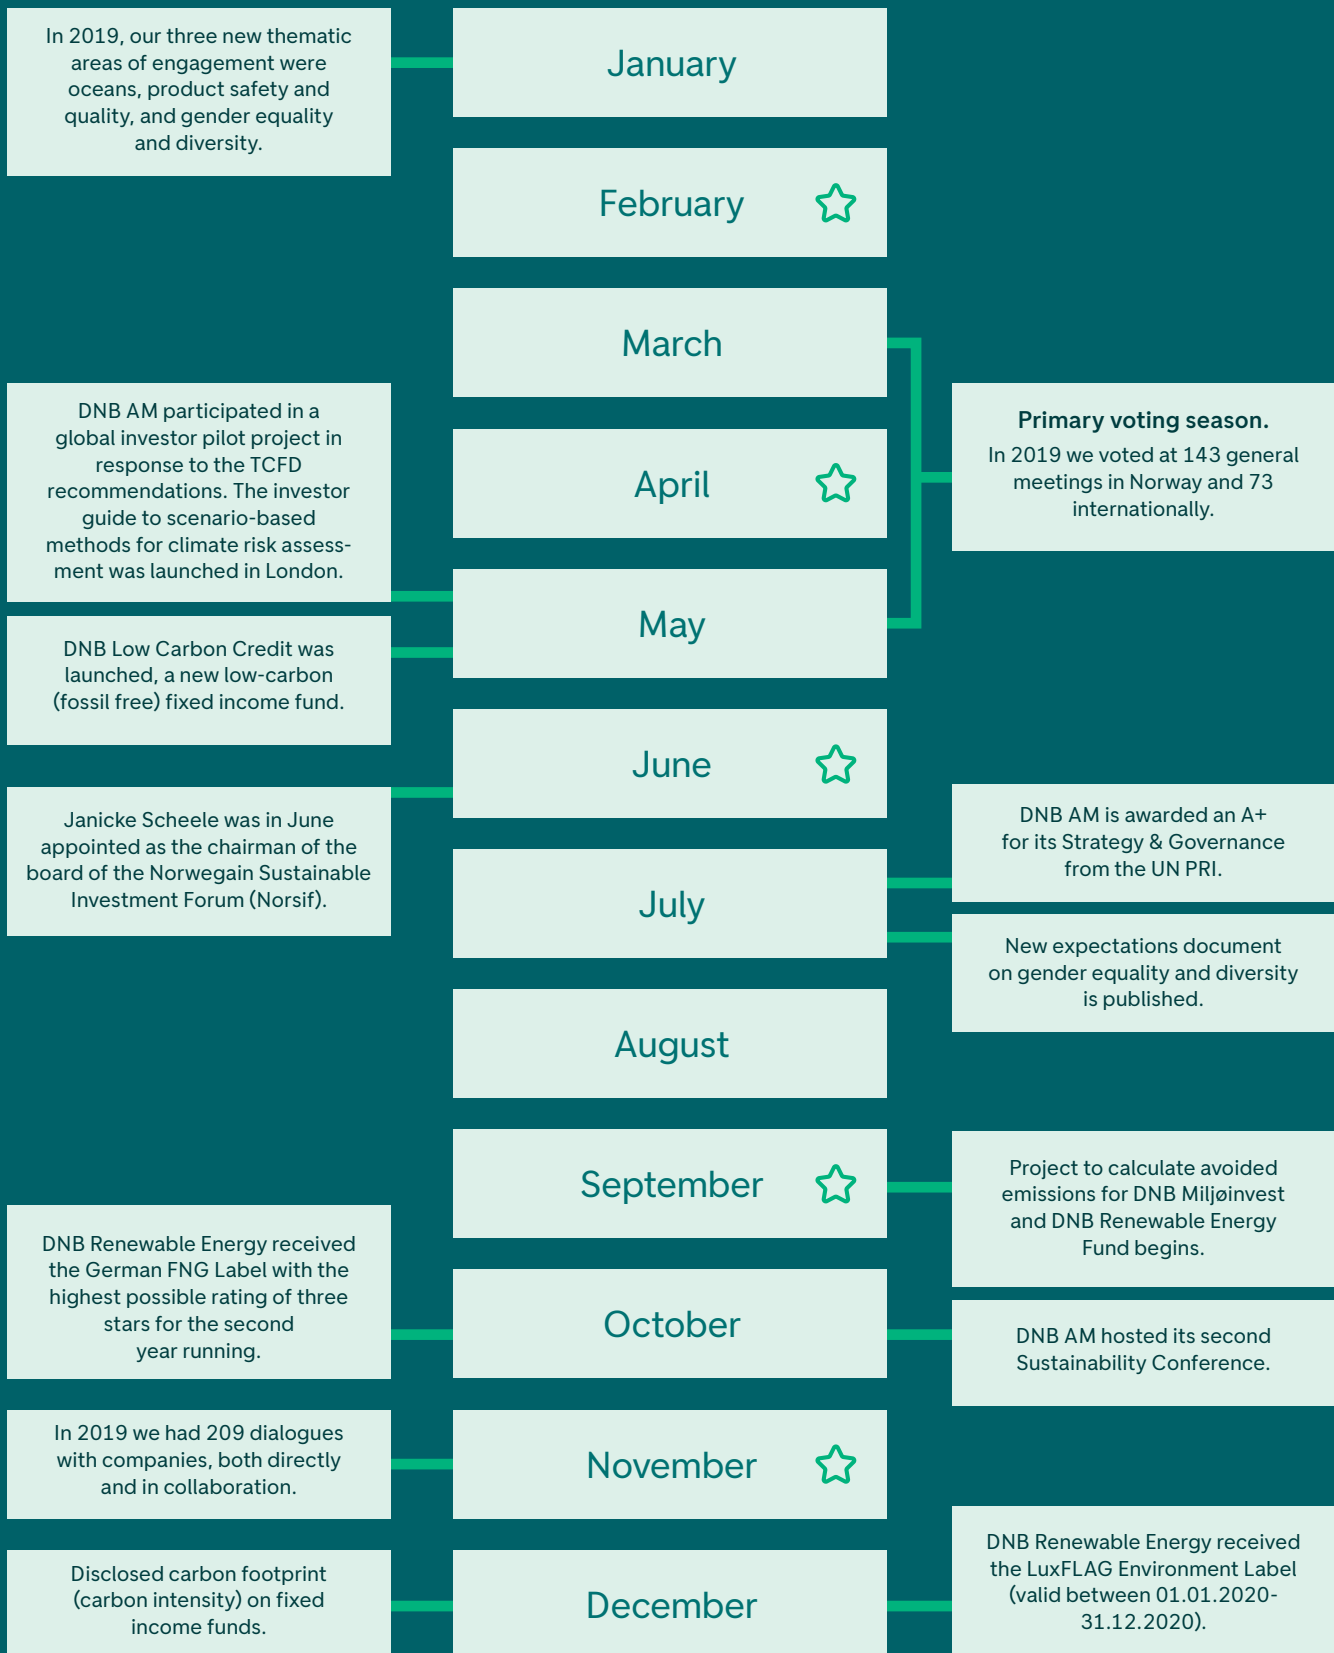 In 2019, our three new thematic
areas of engagement were
oceans, product safety and
quality, and gender equality
and diversity.
January
February
March
DNB AM participated in a
global investor pilot project in
response to the TCFD
recommendations. The investor
guide to scenario-based
methods for climate risk assess-
ment was launched in London.
Primary voting season.
In 2019 we voted at 143 general
meetings in Norway and 73
internationally.
April
May
DNB Low Carbon Credit was
launched, a new low-carbon
(fossil free) fixed income fund.
June
Janicke Scheele was in June
appointed as the chairman of the
board of the Norwegain Sustainable
Investment Forum (Norsif).
DNB AM is awarded an A+
for its Strategy & Governance
from the UN PRI.
July
New expectations document
on gender equality and diversity
is published.
August
September
Project to calculate avoided
emissions for DNB Miljøinvest
and DNB Renewable Energy
Fund begins.
DNB Renewable Energy received
the German FNG Label with the
highest possible rating of three
stars for the second
year running.
October
DNB AM hosted its second
Sustainability Conference.
In 2019 we had 209 dialogues
with companies, both directly
and in collaboration.
November
Disclosed carbon footprint
(carbon intensity) on fixed
income funds.
December
DNB Renewable Energy received
the LuxFLAG Environment Label
(valid between 01.01.2020-
31.12.2020).